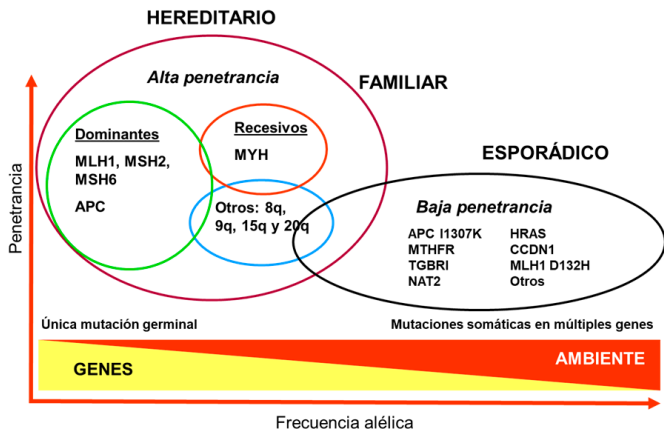 HEREDITARIO
Alta penetrancia
FAMILIAR
Dominantes
MLH1, MSH2,
MSH6
APC
Recesivos
MYH
Otros: 8q,
9q, 15q y 20q
ESPORÁDICO
Baja penetrancia
APC I1307K
MTHFR
TGBRI
NAT2
HRAS
CCDN1
MLH1 D132H
Otros
Penetrancia
Única mutación germinal
Mutaciones somáticas en múltiples genes
GENES
AMBIENTE
Frecuencia alélica